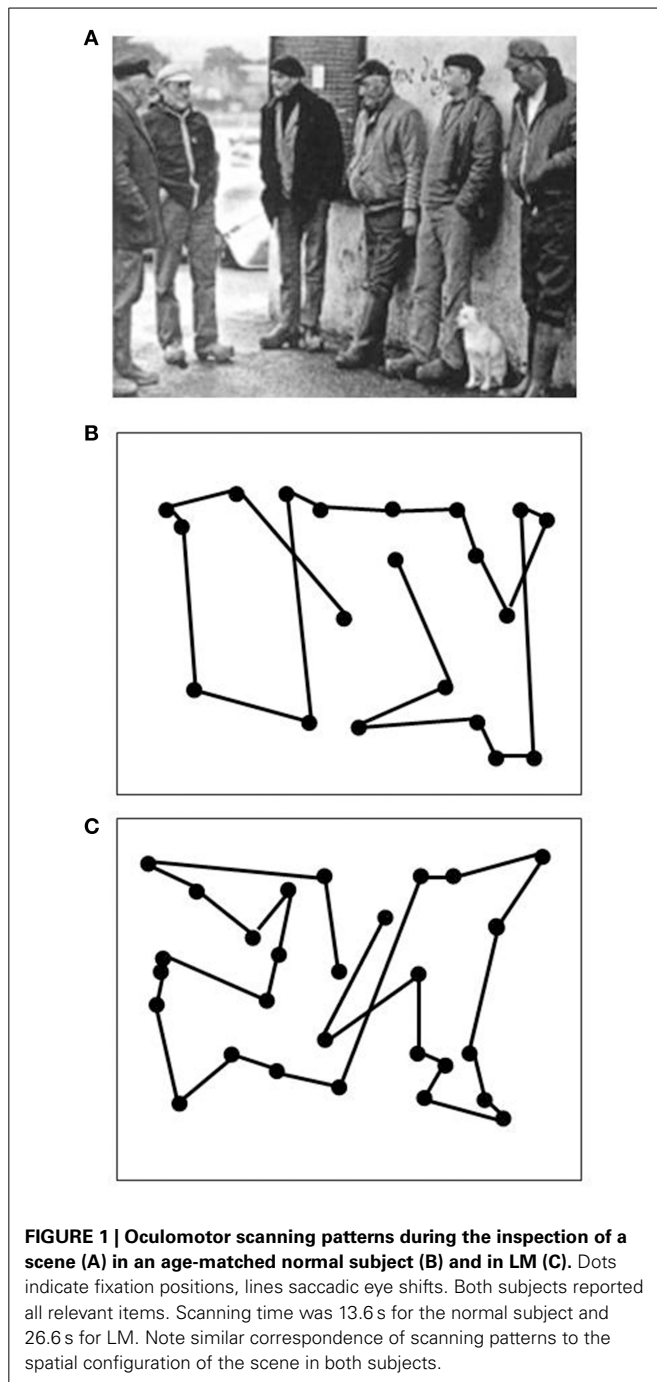 A
ime day
B
C
FIGURE 1 | Oculomotor scanning patterns during the inspection of a
scene (A) in an age-matched normal subject (B) and in LM (C). Dots
indicate fixation positions, lines saccadic eye shifts. Both subjects reported
all relevant items. Scanning time was 13.6 s for the normal subject and
26.6 s for LM. Note similar correspondence of scanning patterns to the
spatial configuration of the scene in both subjects.